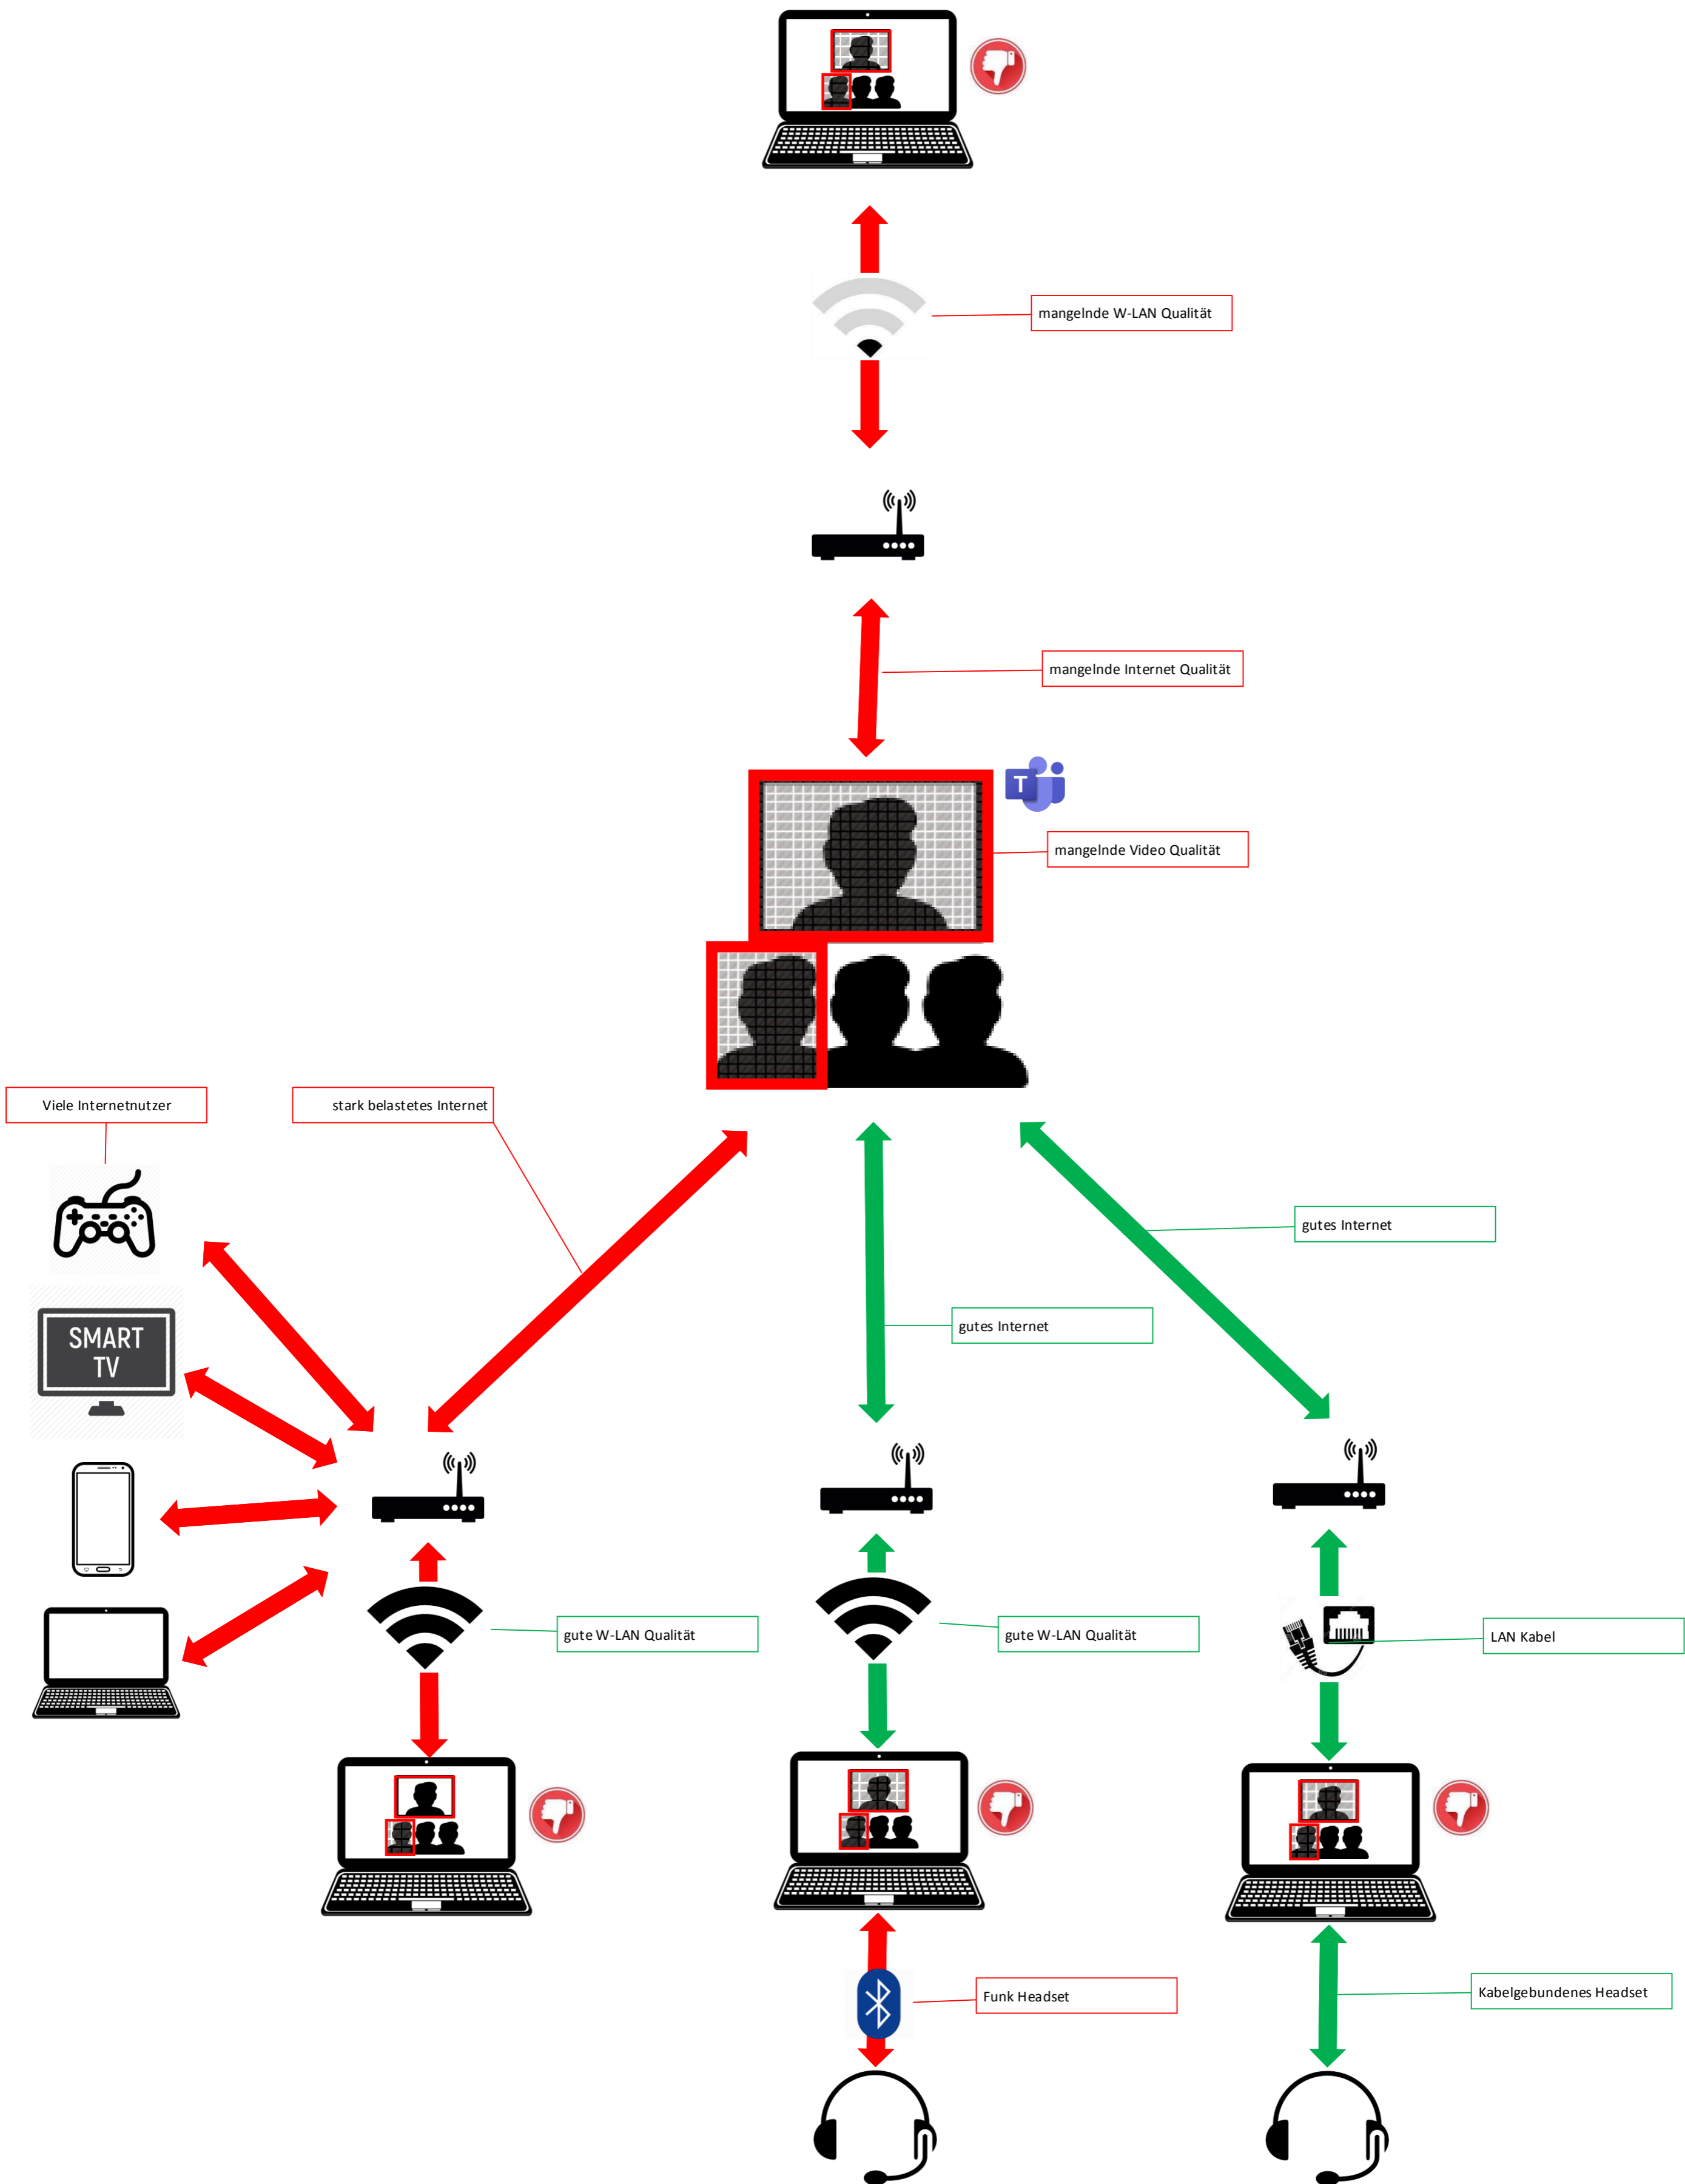 mangelnde W-LAN Qualität
mangelnde Internet Qualität
T
mangelnde Video Qualität
Viele Internetnutzer
stark belastetes Internet
gutes Internet
gutes Internet
SMART
TV
gute W-LAN Qualität
gute W-LAN Qualität
LAN Kabel
Funk Headset
Kabelgebundenes Headset